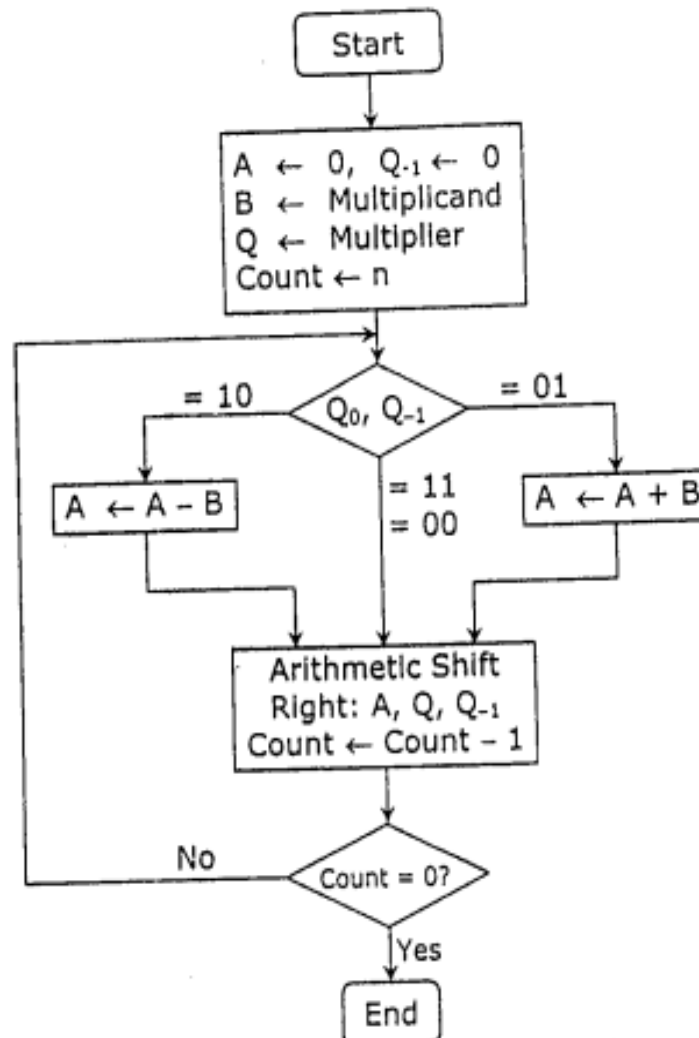 Start
A ← 0, Q₋₁ ← 0
B ← Multiplicand
Q ← Multiplier
Count ← n
= 10
Q₀, Q₋₁
= 01
A ← A – B
= 11
= 00
A ← A + B
Arithmetic Shift
Right: A, Q, Q₋₁
Count ← Count – 1
No
Count = 0?
Yes
End